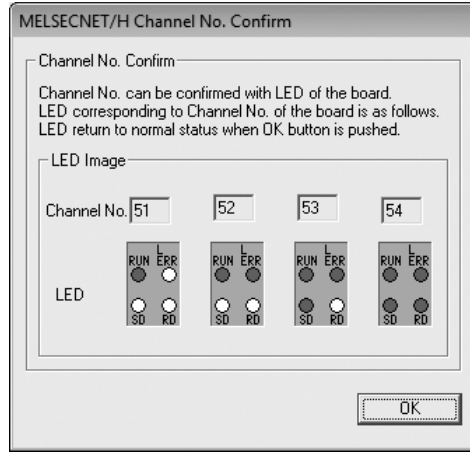 MELSECNET/H Channel No. Confirm
Channel No. Confirm
Channel No. can be confirmed with LED of the board.
LED corresponding to Channel No. of the board is as follows.
LED return to normal status when OK button is pushed.
LED Image
Channel No. 51 52 53 54
L L L L
RUN ERR RUN ERR RUN ERR RUN ERR
LED
SD RD SD RD SD RD SD RD
OK